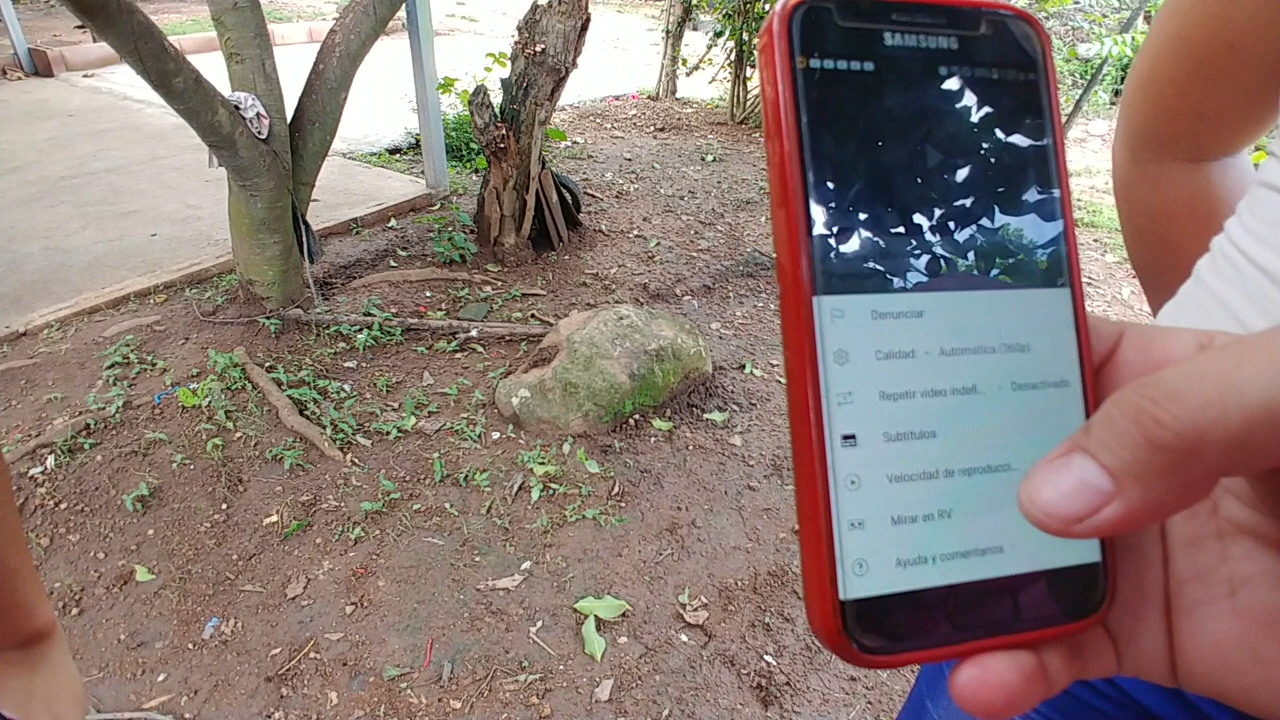 SAMSUNG
Denunciar
Calidad - Automática (360p)
Repetir video indefi... - Desactivado
Subtítulos
Velocidad de reproducci...
Mirar en RV
Ayuda y comentarios